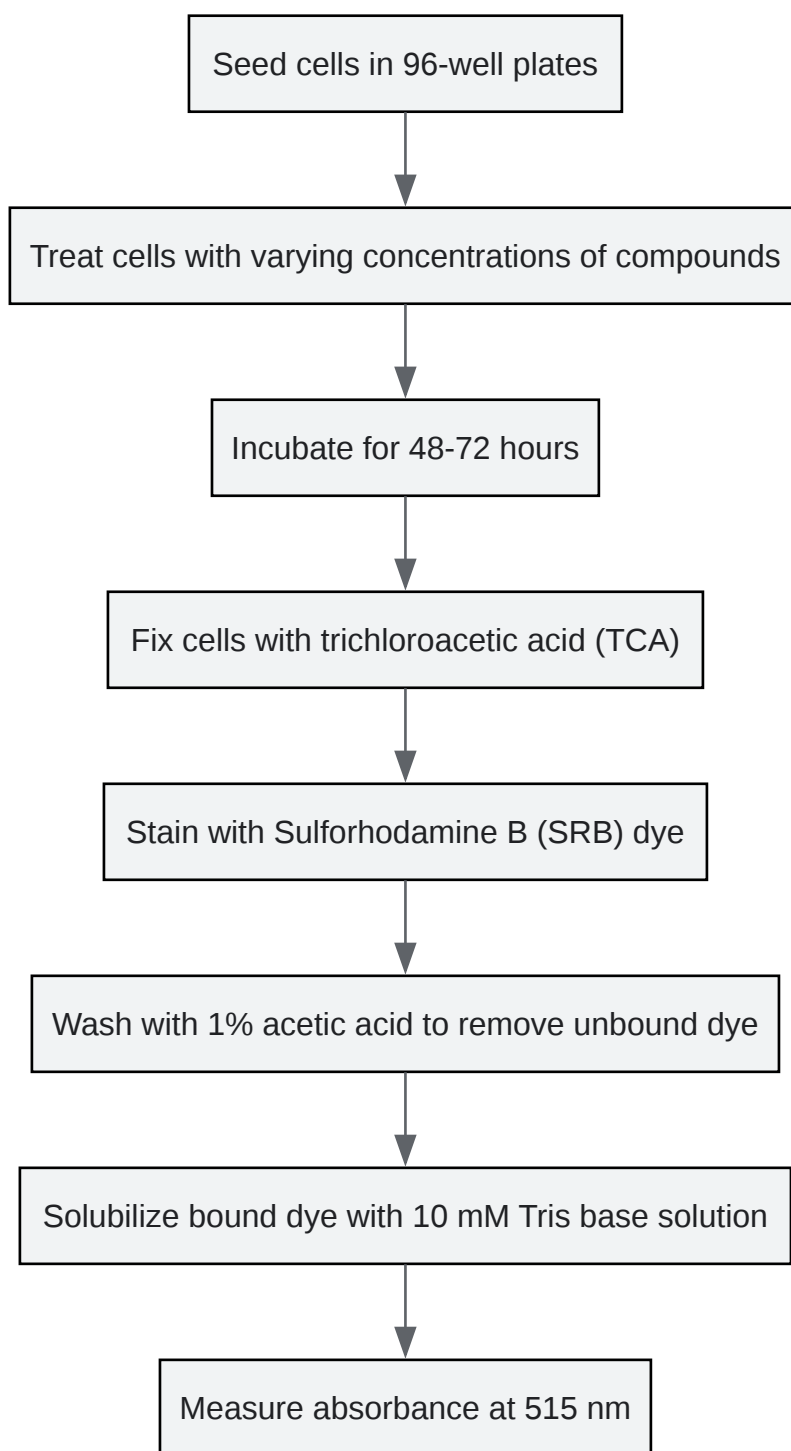 Seed cells in 96-well plates
Treat cells with varying concentrations of compounds
Incubate for 48-72 hours
Fix cells with trichloroacetic acid (TCA)
Stain with Sulforhodamine B (SRB) dye
Wash with 1% acetic acid to remove unbound dye
Solubilize bound dye with 10 mM Tris base solution
Measure absorbance at 515 nm